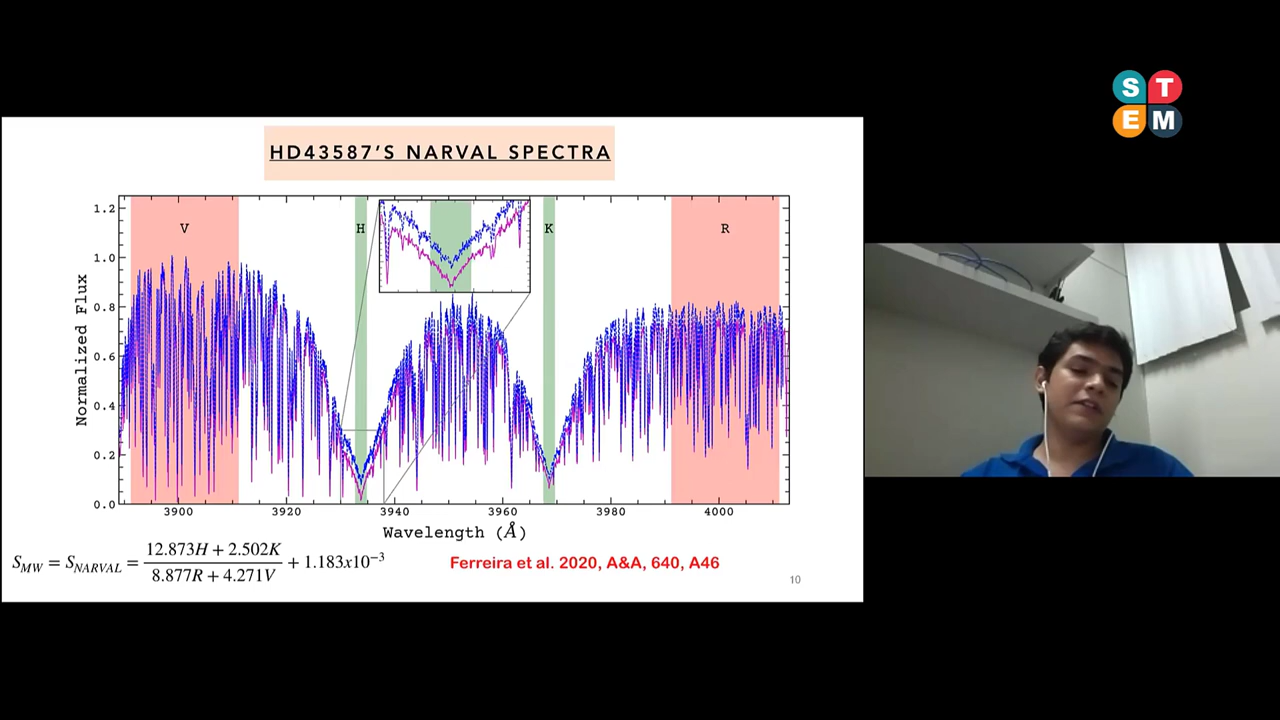 S T
E M
HD43587'S NARVAL SPECTRA
V H K R
1.2
1.0
0.8
0.6
0.4
0.2
0.0
Normalized Flux
3900 3920 3940 3960 3980 4000
Wavelength (Å)
S_MW = S_NARVAL = (12.873H + 2.502K) / (8.877R + 4.271V) + 1.183x10⁻³
Ferreira et al. 2020, A&A, 640, A46
10